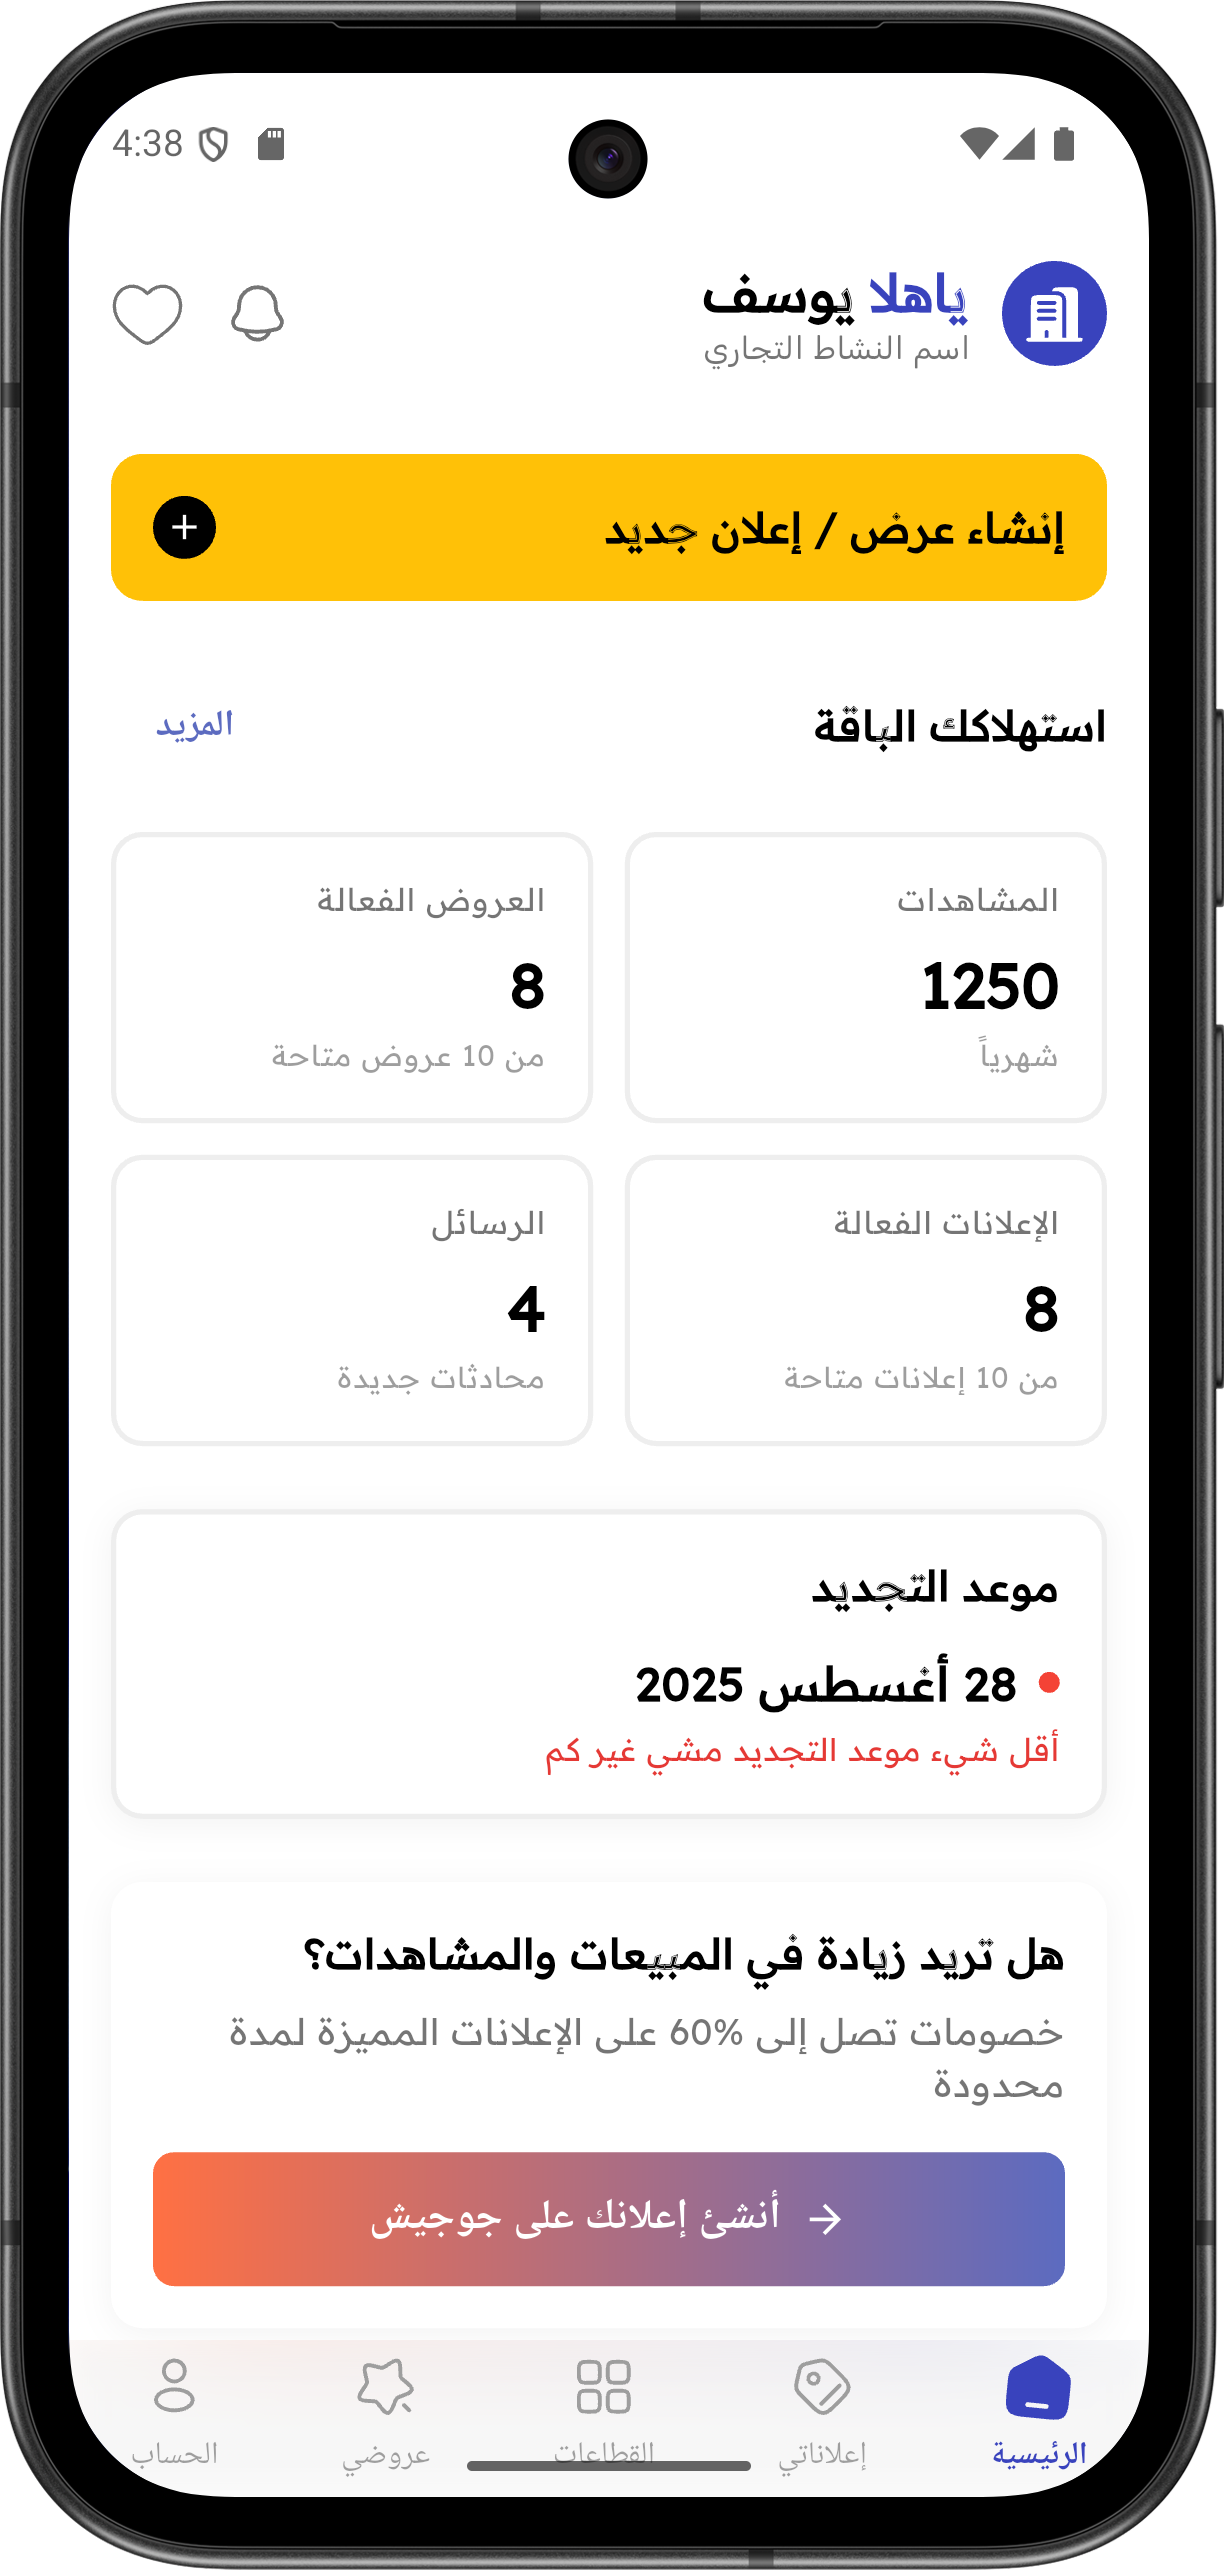 4:38
ياهلا يوسف
اسم النشاط التجاري
إنشاء عرض / إعلان جديد
استهلاكك الباقة
المزيد
المشاهدات
1250
شهرياً
العروض الفعالة
8
من 10 عروض متاحة
الإعلانات الفعالة
8
من 10 إعلانات متاحة
الرسائل
4
محادثات جديدة
موعد التجديد
28 أغسطس 2025
أقل شيء موعد التجديد مشي غير كم
هل تريد زيادة في المبيعات والمشاهدات؟
خصومات تصل إلى 60% على الإعلانات المميزة لمدة
محدودة
أنشئ إعلانك على جوجيش
الرئيسية
إعلاناتي
القطاعات
عروضي
الحساب